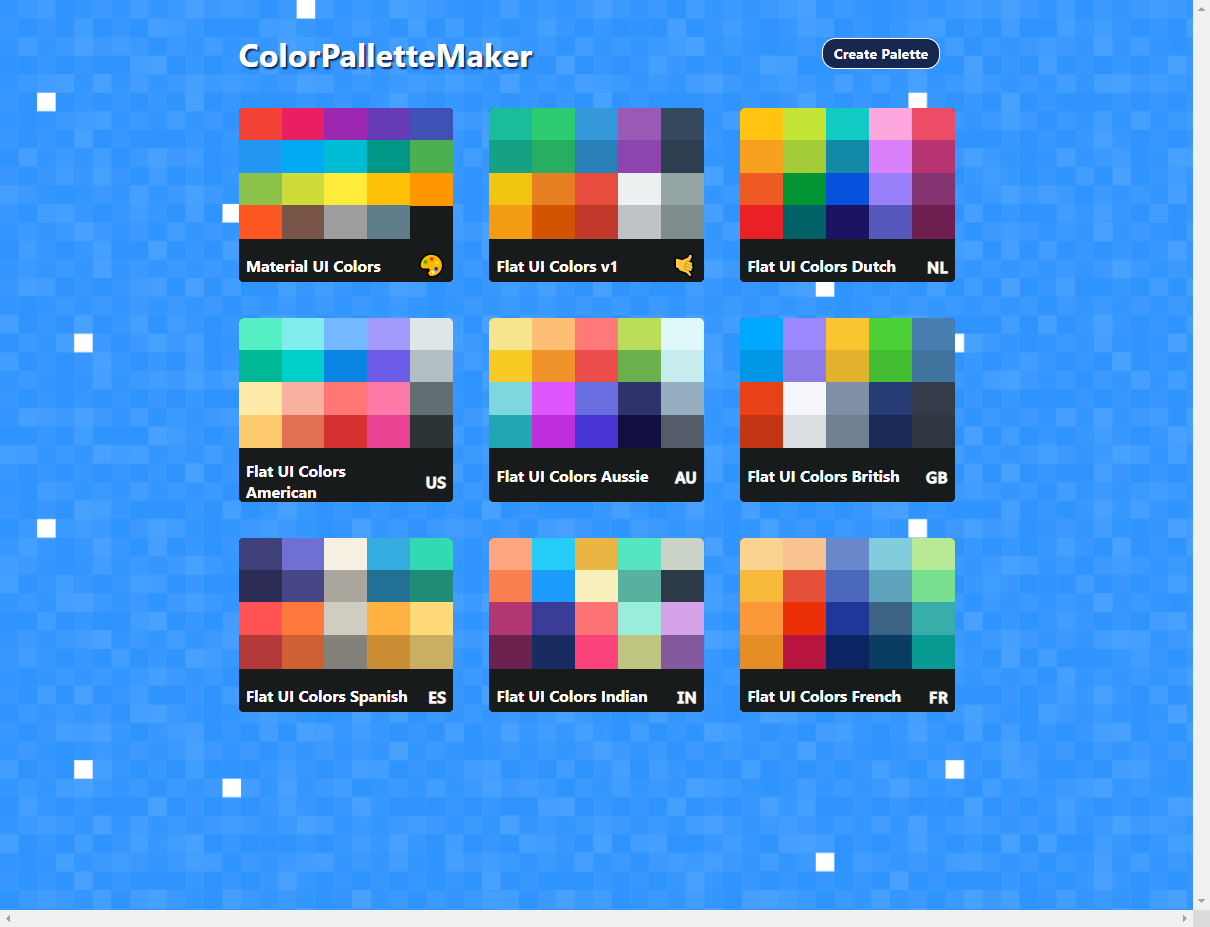 ColorPalletteMaker
Create Palette
Material UI Colors
Flat UI Colors v1
Flat UI Colors Dutch NL
Flat UI Colors
American US
Flat UI Colors Aussie AU
Flat UI Colors British GB
Flat UI Colors Spanish ES
Flat UI Colors Indian IN
Flat UI Colors French FR